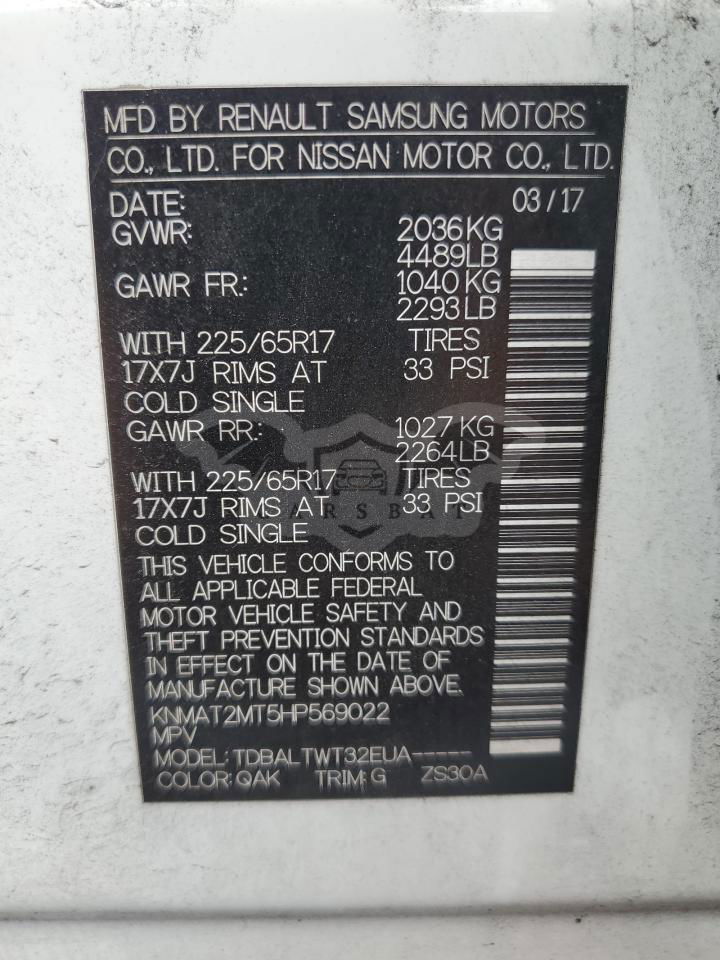 MFD BY RENAULT SAMSUNG MOTORS
CO., LTD. FOR NISSAN MOTOR CO., LTD.
DATE: 03/17
GVWR: 2036KG
4489LB
GAWR FR.: 1040KG
2293LB
WITH 225/65R17 TIRES
17X7J RIMS AT 33 PSI
COLD SINGLE
GAWR RR.: 1027KG
2264LB
WITH 225/65R17 TIRES
17X7J RIMS AT 33 PSI
COLD SINGLE
THIS VEHICLE CONFORMS TO
ALL APPLICABLE FEDERAL
MOTOR VEHICLE SAFETY AND
THEFT PREVENTION STANDARDS
IN EFFECT ON THE DATE OF
MANUFACTURE SHOWN ABOVE.
KNMAT2MT5HP569022
MPV
MODEL: TDBALTWT32EUA-----
COLOR: QAK TRIM: G ZS30A